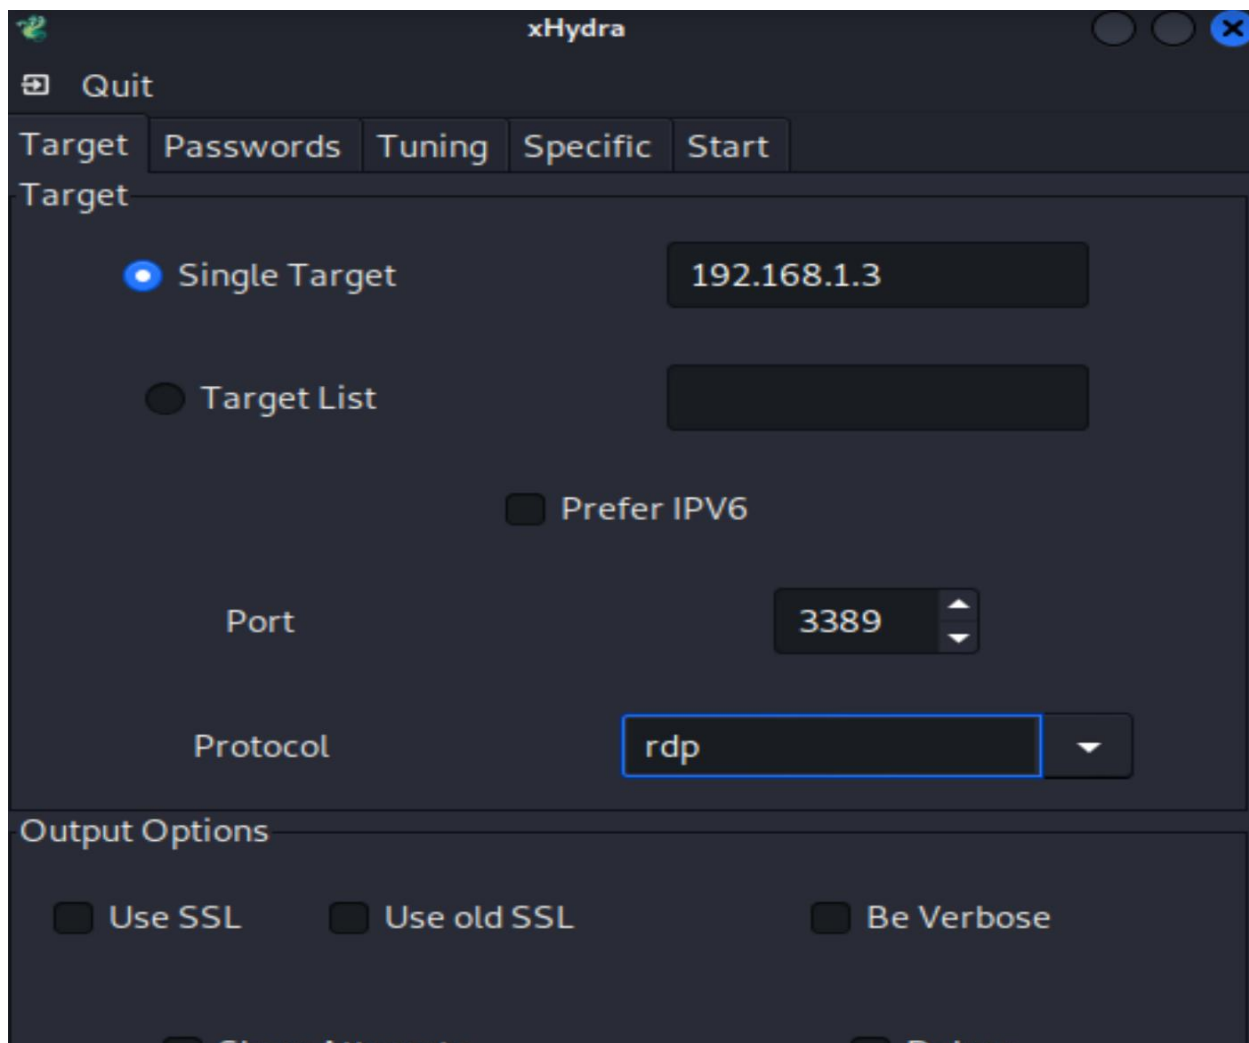 xHydra
Quit
Target Passwords Tuning Specific Start
Target
Single Target 192.168.1.3
Target List
Prefer IPV6
Port 3389
Protocol rdp
Output Options
Use SSL Use old SSL Be Verbose